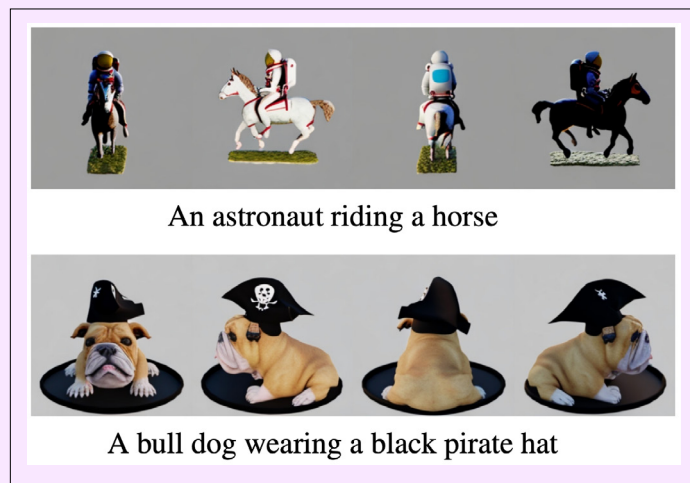 An astronaut riding a horse
A bull dog wearing a black pirate hat